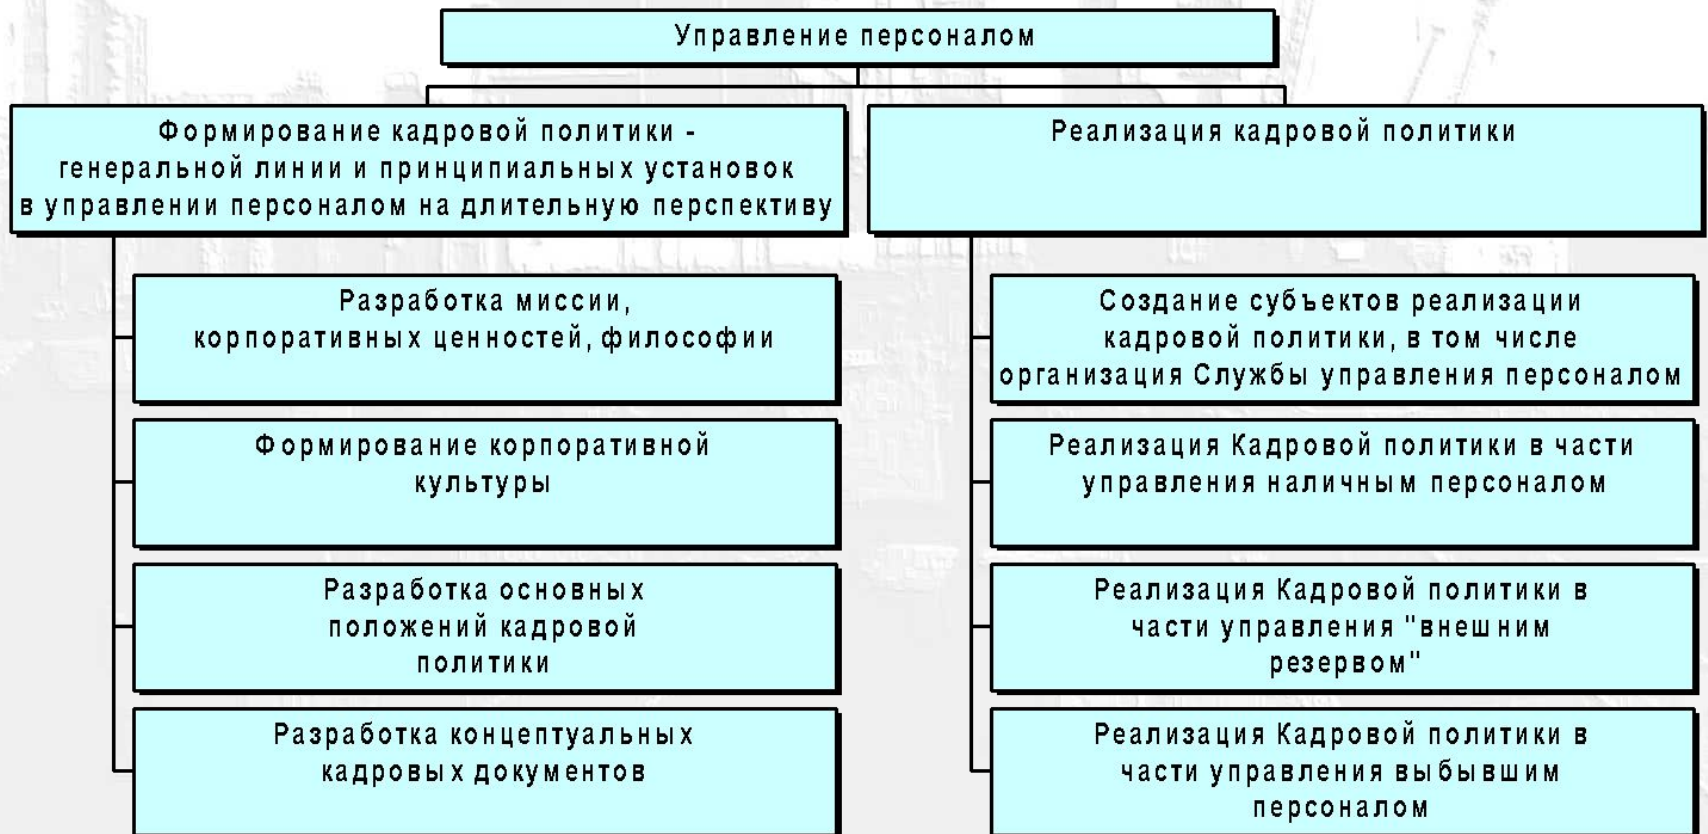 Управление персоналом
Формирование кадровой политики -
генеральной линии и принципиальных установок
в управлении персоналом на длительную перспективу
Разработка миссии,
корпоративных ценностей, философии
Формирование корпоративной
культуры
Разработка основных
положений кадровой
политики
Разработка концептуальных
кадровых документов
Реализация кадровой политики
Создание субъектов реализации
кадровой политики, в том числе
организация Службы управления персоналом
Реализация Кадровой политики в части
управления наличным персоналом
Реализация Кадровой политики в
части управления "внешним
резервом"
Реализация Кадровой политики в
части управления выбывшим
персоналом